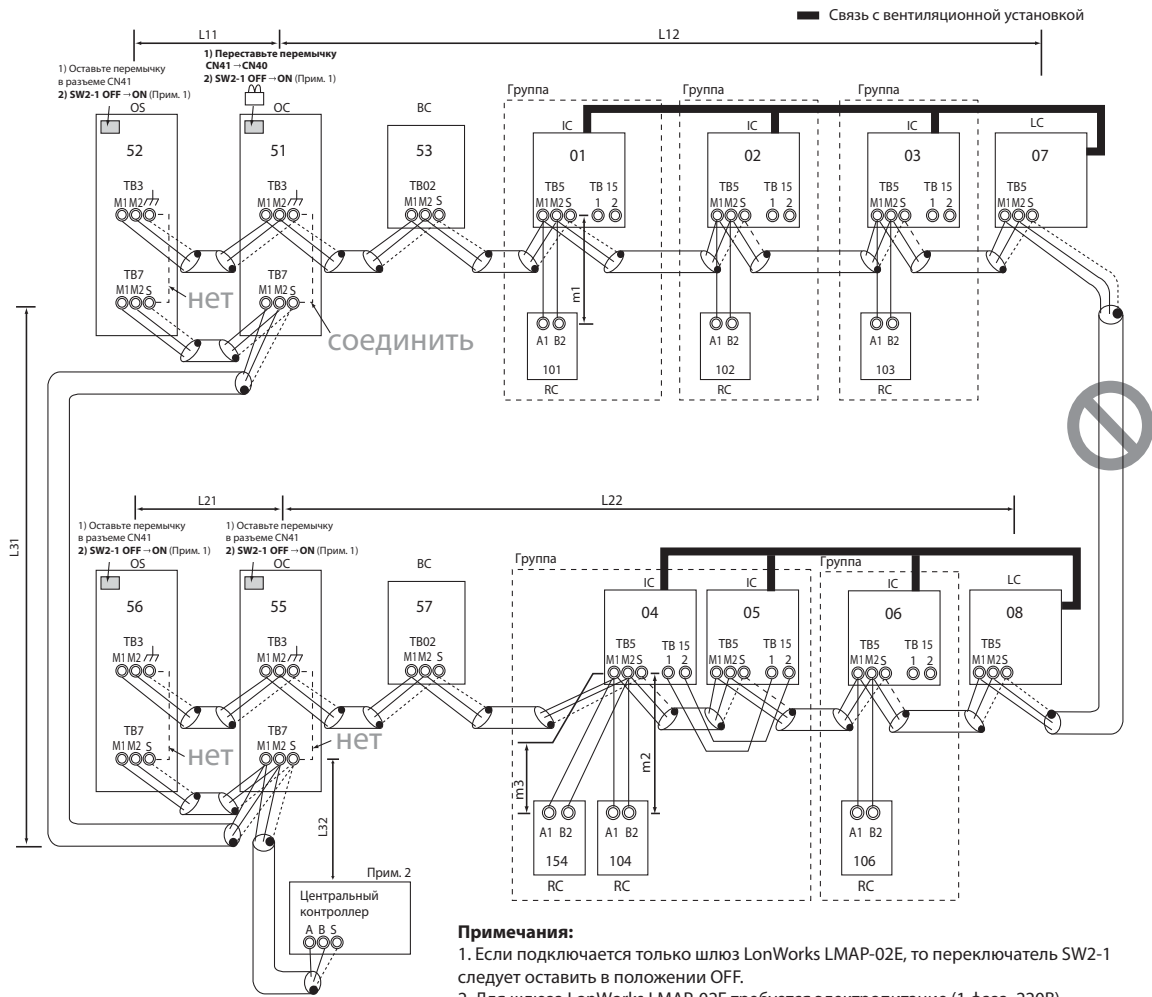 Связь с вентиляционной установкой
L11
L12
1) Оставьте перемычку
в разъеме CN41
2) SW2-1 OFF→ON (Прим. 1)
1) Переставьте перемычку
CN41 →CN40
2) SW2-1 OFF→ON (Прим. 1)
OS
OC
BC
Группа
Группа
Группа
IC
IC
IC
LC
52
51
53
01
02
03
07
TB3
TB3
TB02
TB5
TB 15
TB5
TB 15
TB5
TB 15
TB5
M1 M2
M1 M2
M1 M2 S
M1 M2 S
1 2
M1 M2 S
1 2
M1 M2 S
1 2
M1 M2 S
TB7
TB7
M1 M2 S
M1 M2 S
нет
соединить
m1
A1 B2
A1 B2
A1 B2
101
102
103
RC
RC
RC
L31
L21
L22
1) Оставьте перемычку
в разъеме CN41
2) SW2-1 OFF→ON (Прим. 1)
1) Оставьте перемычку
в разъеме CN41
2) SW2-1 OFF→ON (Прим. 1)
OS
OC
BC
Группа
Группа
IC
IC
IC
LC
56
55
57
04
05
06
08
TB3
TB3
TB02
TB5
TB 15
TB5
TB 15
TB5
TB 15
TB5
M1 M2
M1 M2
M1 M2 S
M1 M2 S
1 2
M1 M2 S
1 2
M1 M2 S
1 2
M1 M2 S
TB7
TB7
M1 M2 S
M1 M2 S
нет
нет
m3
m2
L32
A1 B2
A1 B2
A1 B2
154
104
106
RC
RC
RC
Прим. 2
Центральный
контроллер
A B S
Примечания:
1. Если подключается только шлюз LonWorks LMAP-02E, то переключатель SW2-1
следует оставить в положении OFF.
2. Для шлюза LonWorks LMAP-02E требуется электропитание (1 фаза, 220В)